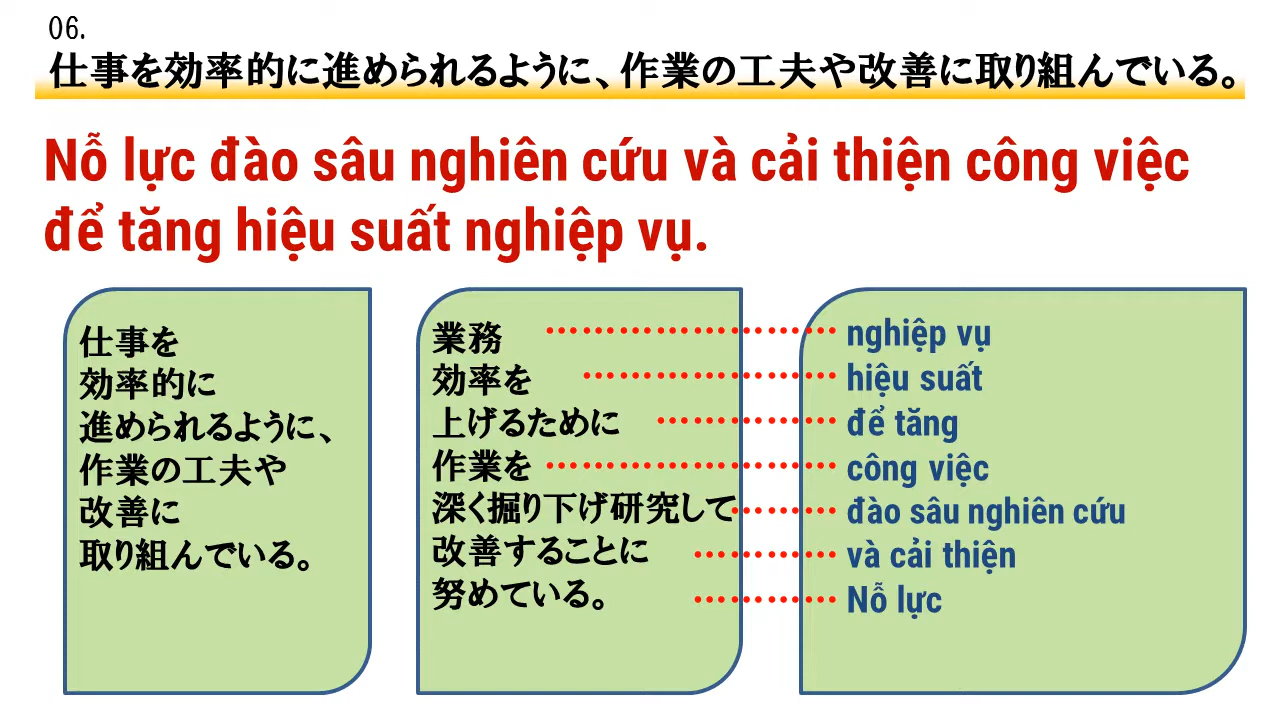 06.
仕事を効率的に進められるように、作業の工夫や改善に取り組んでいる。
Nỗ lực đào sâu nghiên cứu và cải thiện công việc
để tăng hiệu suất nghiệp vụ.
仕事を
効率的に
進められるように、
作業の工夫や
改善に
取り組んでいる。
業務
効率を
上げるために
作業を
深く掘り下げ研究して
改善することに
努めている。
nghiệp vụ
hiệu suất
để tăng
công việc
đào sâu nghiên cứu
và cải thiện
Nỗ lực